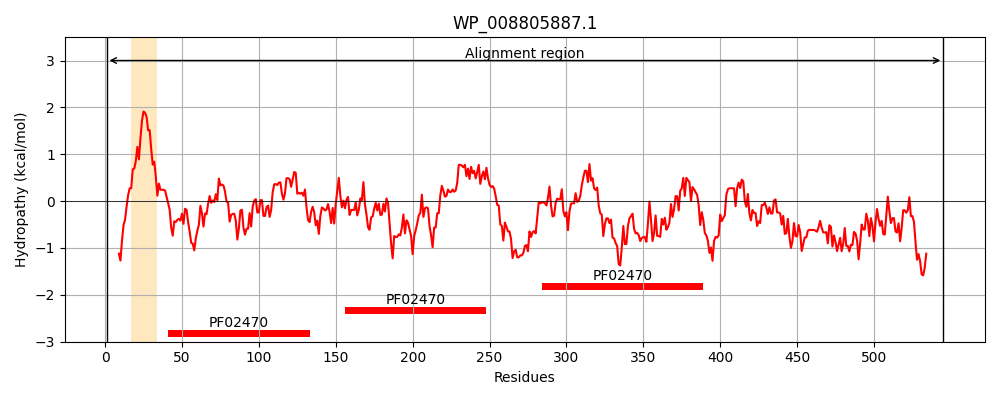 WP_008805887.1
Alignment region
Hydropathy (kcal/mol)
3
2
1
0
−1
−2
−3
PF02470
PF02470
PF02470
0 50 100 150 200 250 300 350 400 450 500
Residues